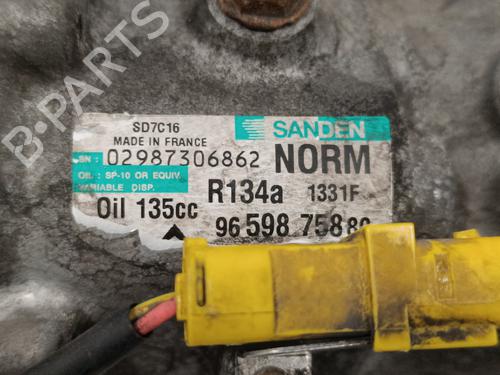 B-PARTS
SD7C16
MADE IN FRANCE
SANDEN
SN: 02987306862 NORM
OIL: SP-10 OR EQUIV.
VARIABLE DISP.
R134a 1331F
Oil 135cc
96 598 758 80